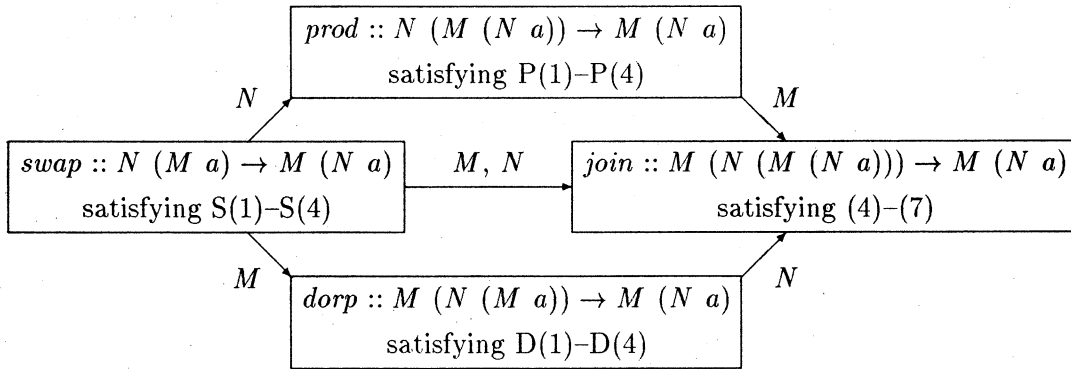 prod :: N (M (N a)) → M (N a)
satisfying P(1)–P(4)
N
M
swap :: N (M a) → M (N a)
satisfying S(1)–S(4)
M, N
join :: M (N (M (N a))) → M (N a)
satisfying (4)–(7)
M
N
dorp :: M (N (M a)) → M (N a)
satisfying D(1)–D(4)